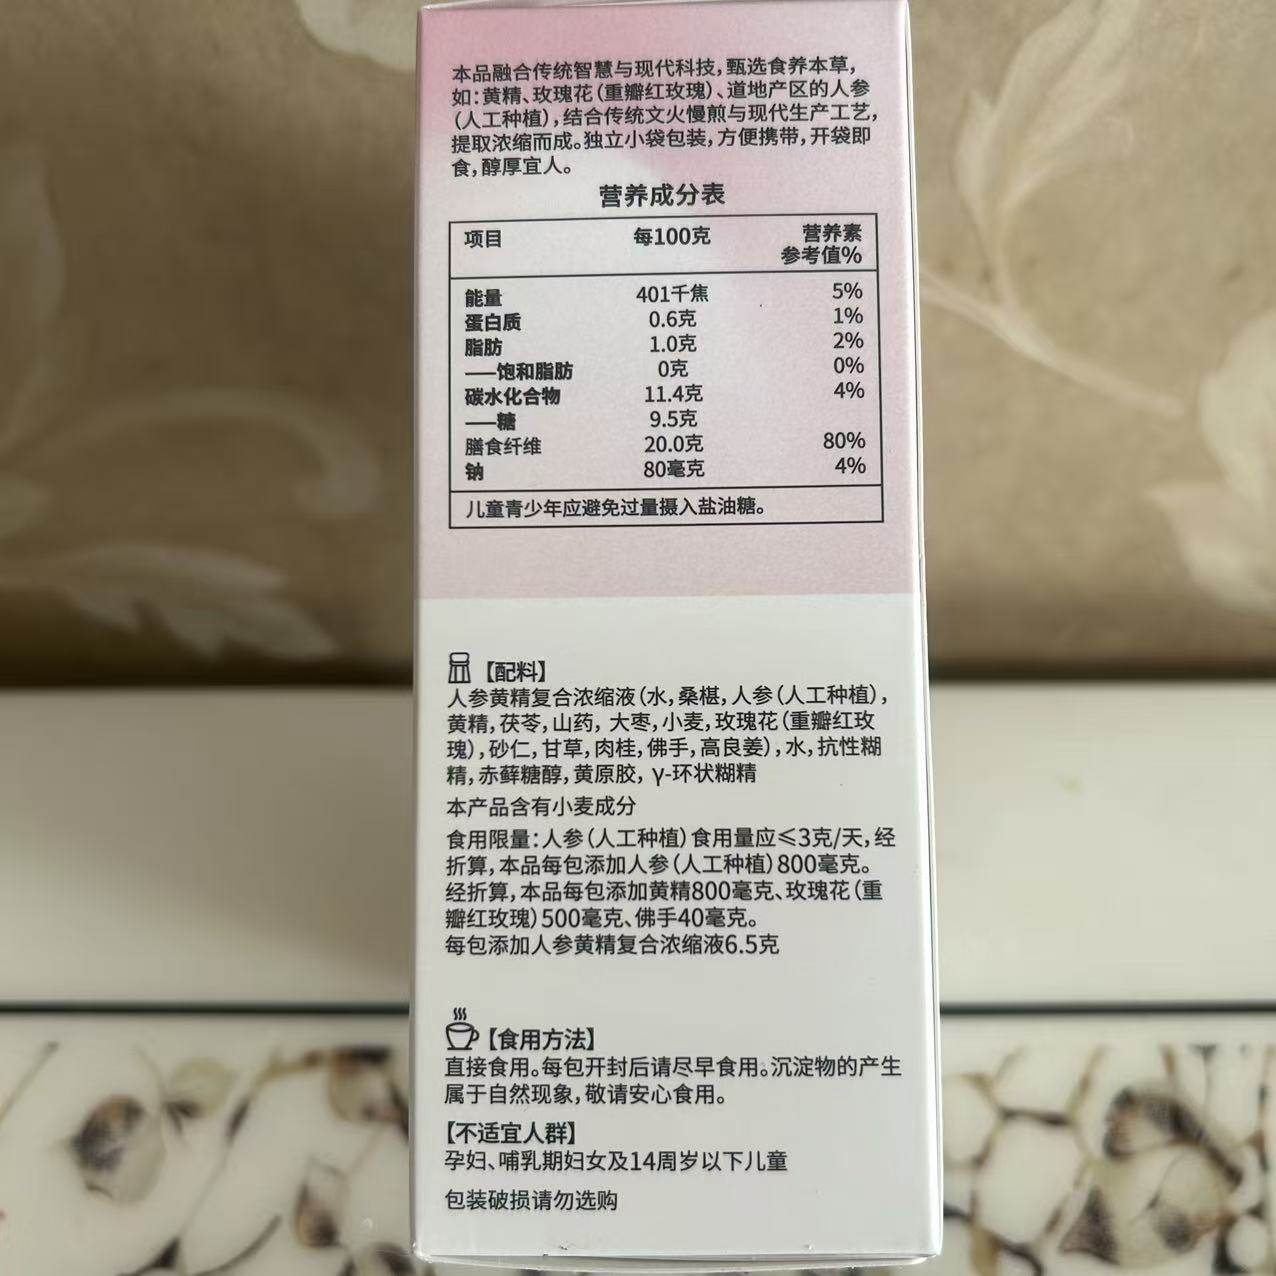 本品融合传统智慧与现代科技,甄选食养本草,
如:黄精、玫瑰花(重瓣红玫瑰)、道地产区的人参
(人工种植),结合传统文火慢煎与现代生产工艺,
提取浓缩而成。独立小袋包装,方便携带,开袋即
食,醇厚宜人。
营养成分表
项目 每100克 营养素参考值%
能量 401千焦 5%
蛋白质 0.6克 1%
脂肪 1.0克 2%
——饱和脂肪 0克 0%
碳水化合物 11.4克 4%
——糖 9.5克
膳食纤维 20.0克 80%
钠 80毫克 4%
儿童青少年应避免过量摄入盐油糖。
【配料】
人参黄精复合浓缩液(水,桑椹,人参(人工种植),
黄精,茯苓,山药,大枣,小麦,玫瑰花(重瓣红玫
瑰),砂仁,甘草,肉桂,佛手,高良姜),水,抗性糊
精,赤藓糖醇,黄原胶,γ-环状糊精
本产品含有小麦成分
食用限量:人参(人工种植)食用量应≤3克/天,经
折算,本品每包添加人参(人工种植)800毫克。
经折算,本品每包添加黄精800毫克、玫瑰花(重
瓣红玫瑰)500毫克、佛手40毫克。
每包添加人参黄精复合浓缩液6.5克
【食用方法】
直接食用。每包开封后请尽早食用。沉淀物的产生
属于自然现象,敬请安心食用。
【不适宜人群】
孕妇、哺乳期妇女及14周岁以下儿童
包装破损请勿选购